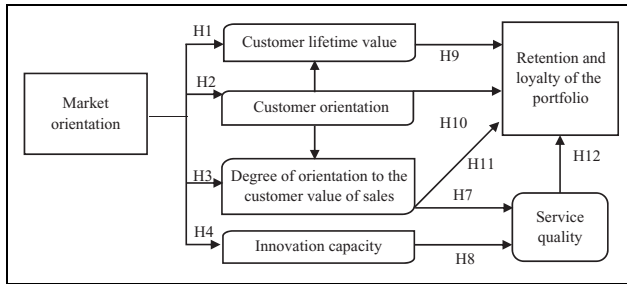 H1
Customer lifetime value
H9
Retention and
loyalty of the
portfolio
Market
orientation
H2
Customer orientation
H10
H3
Degree of orientation to the
customer value of sales
H11
H12
H7
Service
quality
H4
Innovation capacity
H8